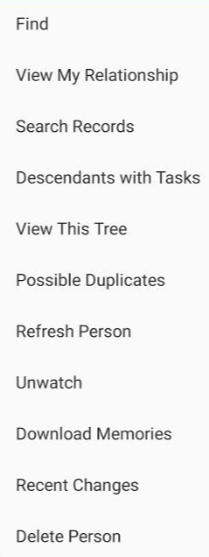 Find
View My Relationship
Search Records
Descendants with Tasks
View This Tree
Possible Duplicates
Refresh Person
Unwatch
Download Memories
Recent Changes
Delete Person